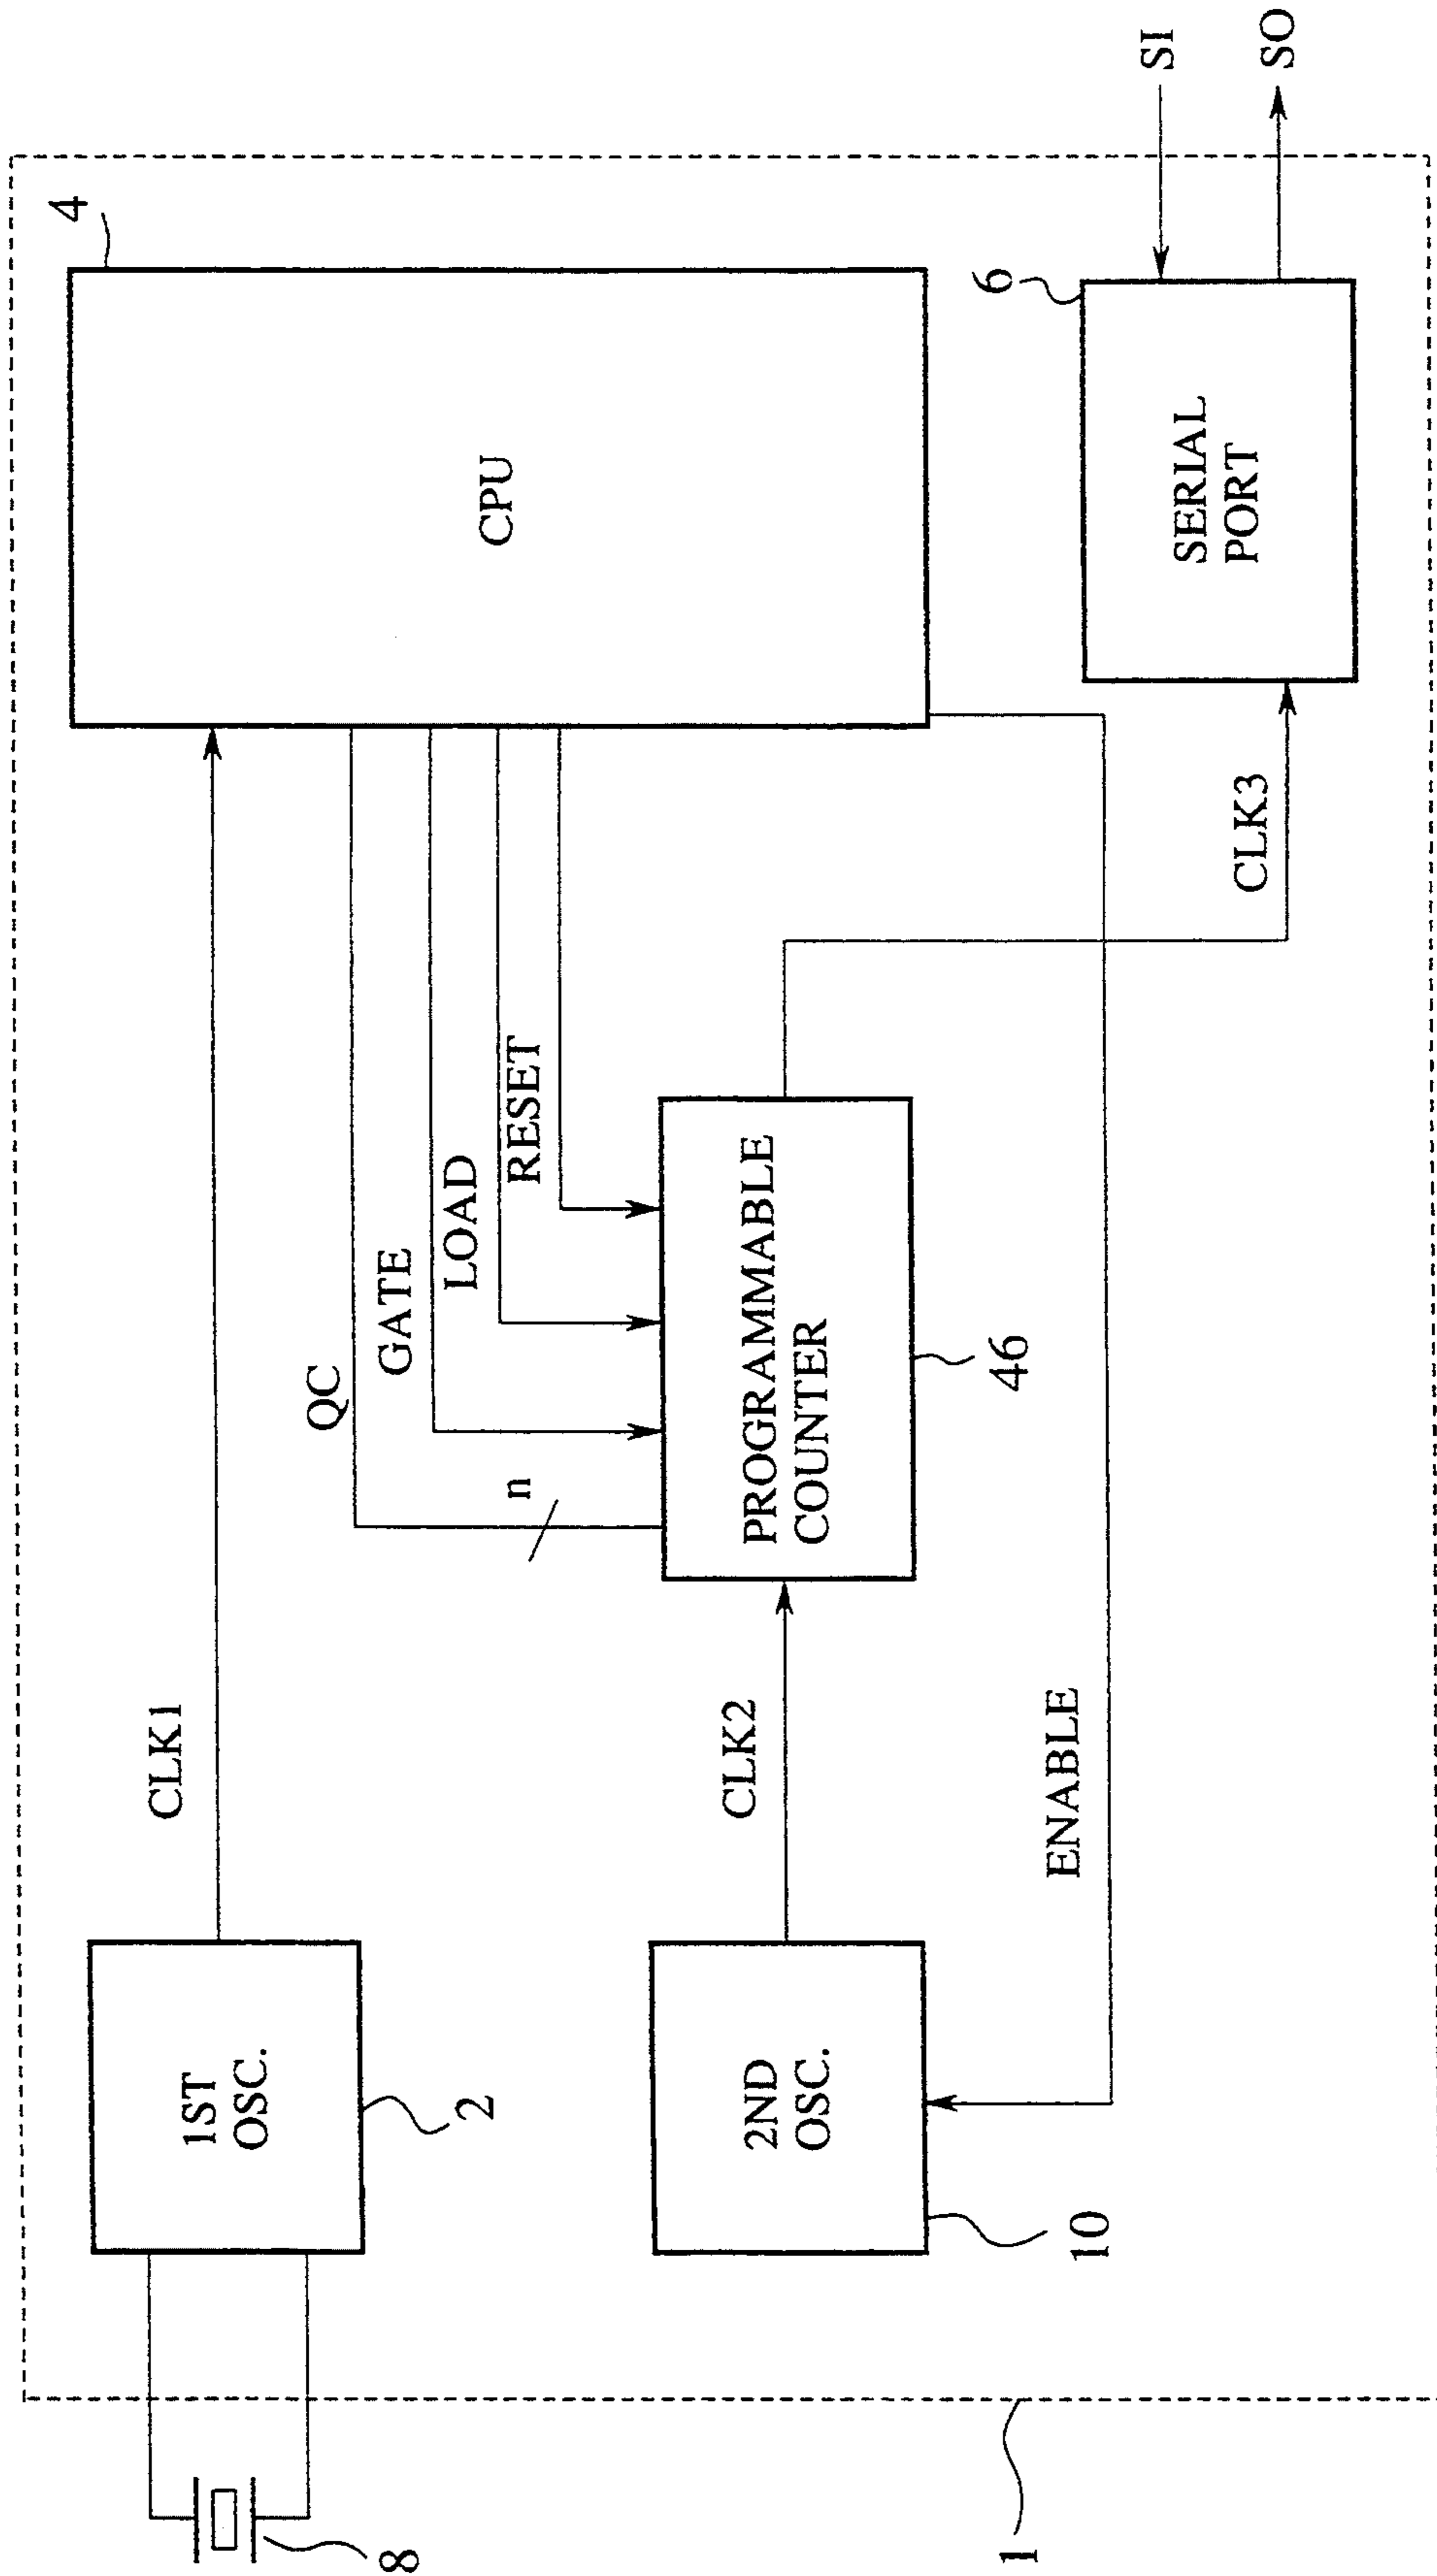 8
1ST
OSC.
2
CLK1
4
CPU
QC
GATE
LOAD
RESET
n
2ND
OSC.
10
CLK2
PROGRAMMABLE
COUNTER
46
ENABLE
CLK3
6
SERIAL
PORT
SI
SO
1